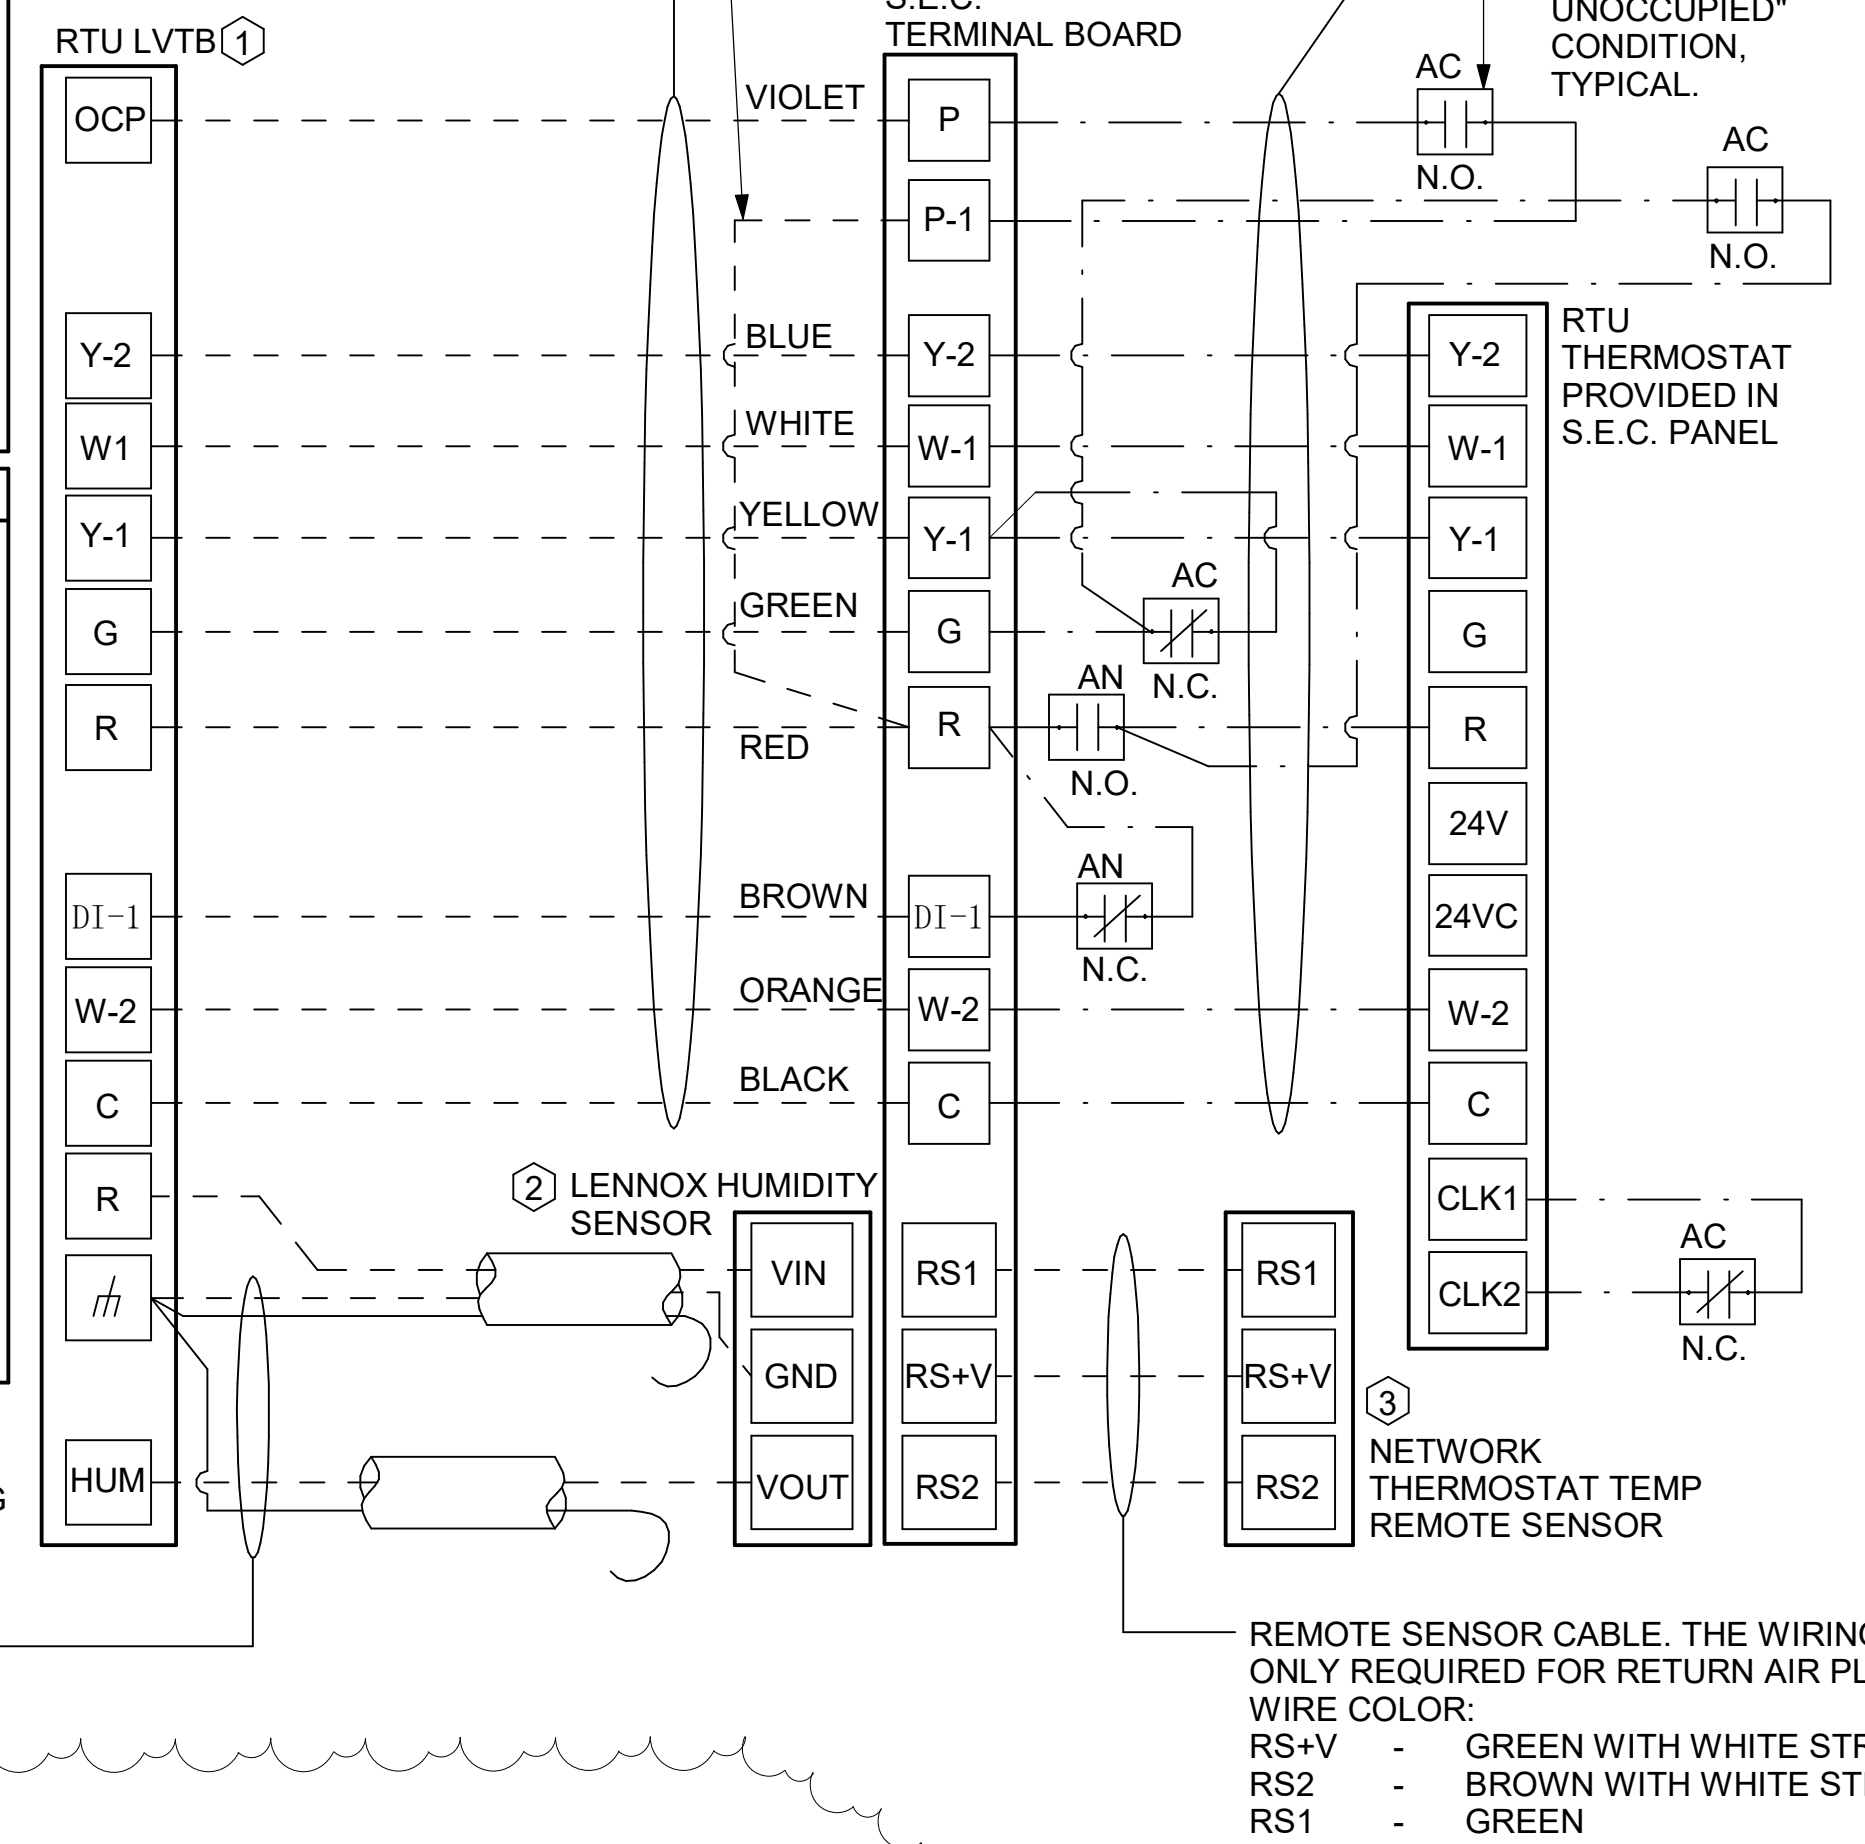 S.E.C.
TERMINAL BOARD
UNOCCUPIED"
CONDITION,
TYPICAL.
RTU LVTB 1
OCP
Y-2
W1
Y-1
G
R
DI-1
W-2
C
R
HUM
VIOLET
BLUE
WHITE
YELLOW
GREEN
RED
BROWN
ORANGE
BLACK
2 LENNOX HUMIDITY
SENSOR
VIN
GND
VOUT
P
P-1
Y-2
W-1
Y-1
G
R
DI-1
W-2
C
RS1
RS+V
RS2
AC
N.O.
AC
N.O.
AC
N.C.
AN
N.O.
AN
N.C.
RTU
THERMOSTAT
PROVIDED IN
S.E.C. PANEL
Y-2
W-1
Y-1
G
R
24V
24VC
W-2
C
CLK1
CLK2
AC
N.C.
RS1
RS+V
RS2
3
NETWORK
THERMOSTAT TEMP
REMOTE SENSOR
REMOTE SENSOR CABLE. THE WIRING
ONLY REQUIRED FOR RETURN AIR
WIRE COLOR:
RS+V - GREEN WITH WHITE
RS2 - BROWN WITH WHITE
RS1 - GREEN